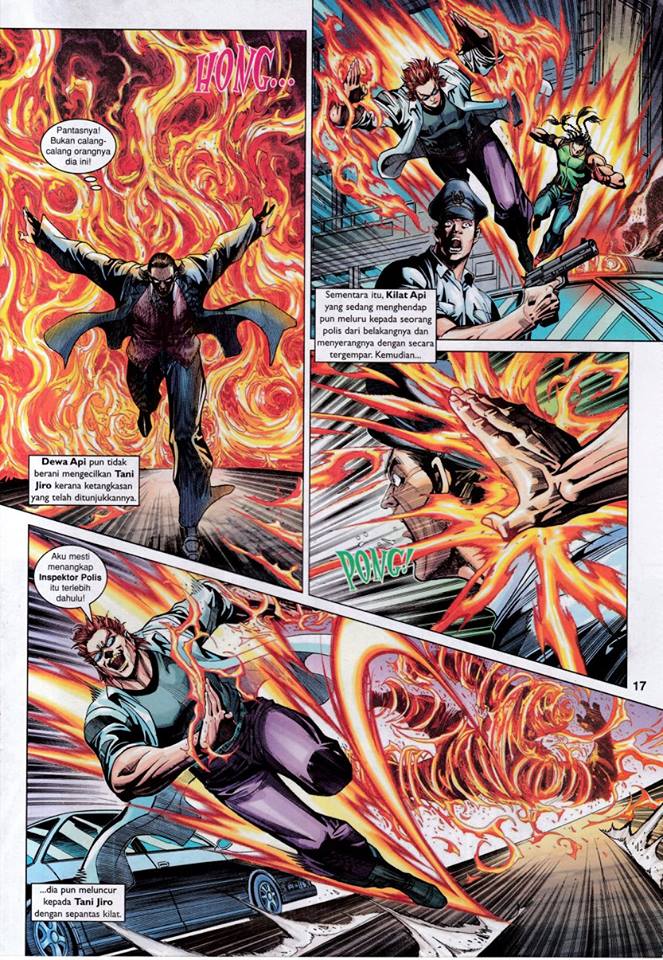 HONG...
Pantasnya!
Bukan calang-
calang orangnya
dia ini!
Dewa Api pun tidak
berani mengecilkan Tani
Jiro kerana ketangkasan
yang telah ditunjukkannya.
Sementara itu, Kilat Api
yang sedang menghendap
pun meluru kepada seorang
polis dari belakangnya dan
menyerangnya dengan secara
tergempar. Kemudian...
PONG!
Aku mesti
menangkap
Inspektor Polis
itu terlebih
dahulu!
17
...dia pun meluncur
kepada Tani Jiro
dengan sepantas kilat.